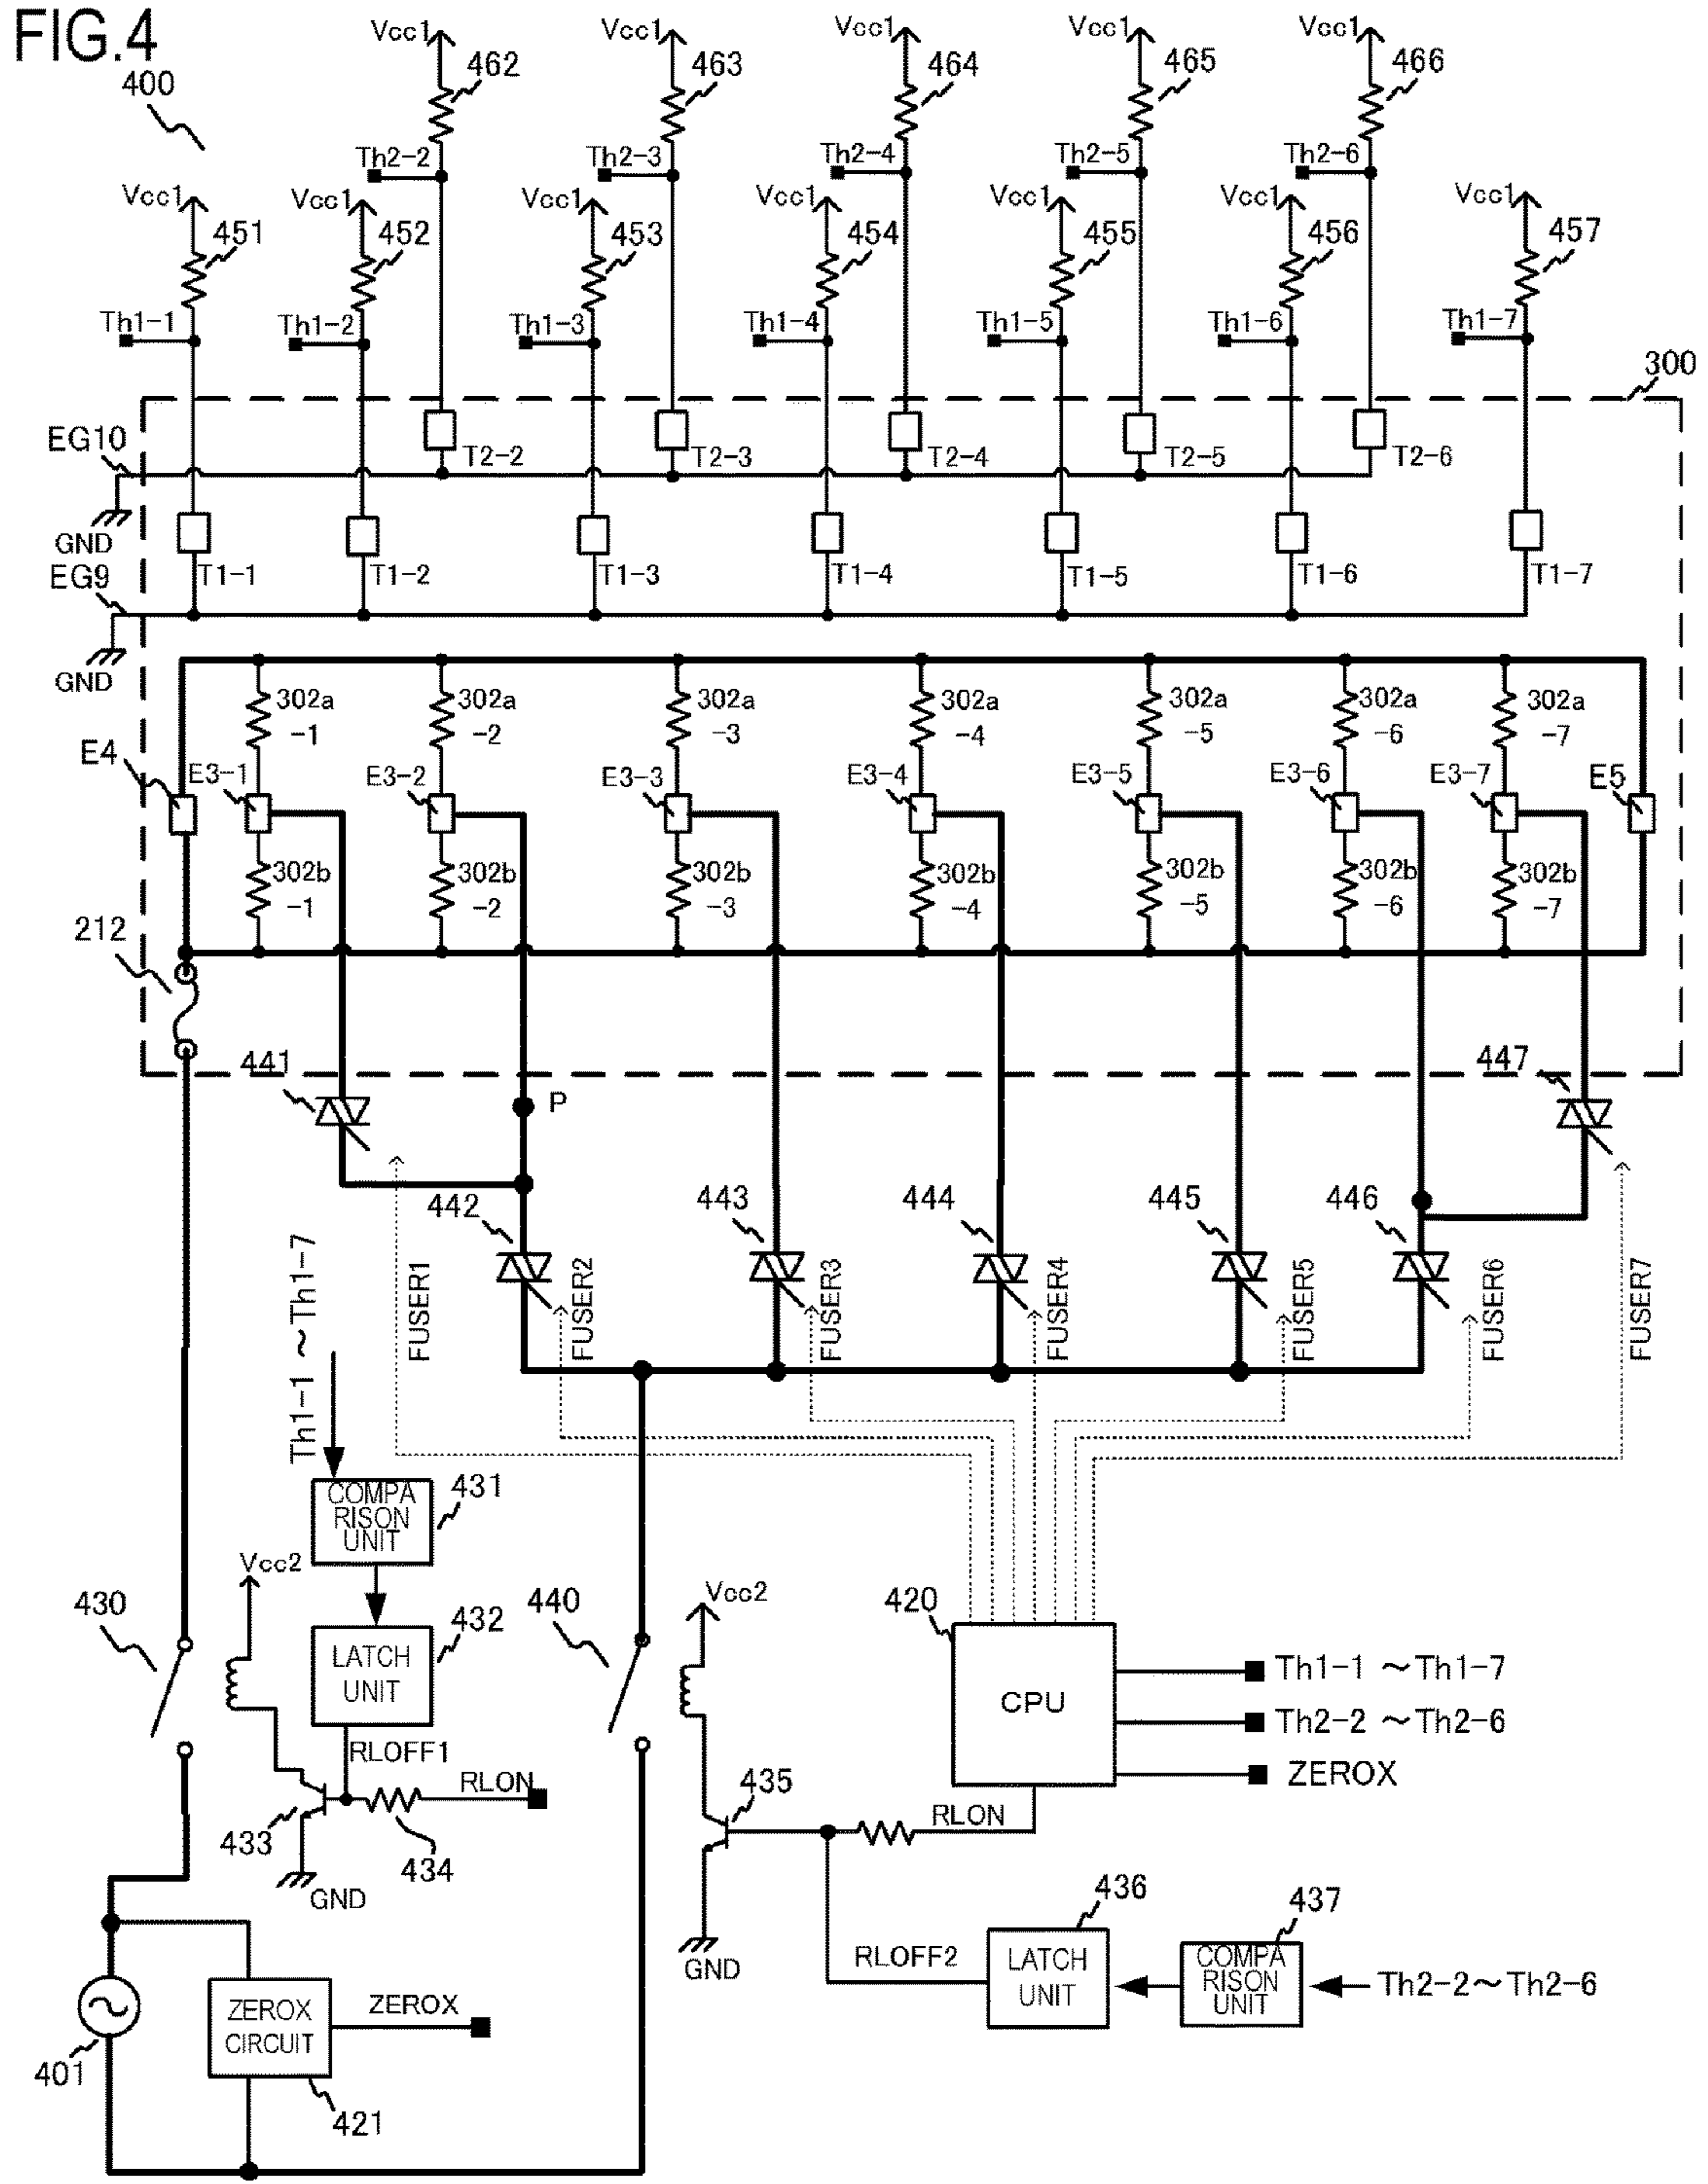 FIG.4
400
Vcc1 Vcc1 Vcc1 Vcc1 Vcc1
462 463 464 465 466
Th2-2 Th2-3 Th2-4 Th2-5 Th2-6
Vcc1 Vcc1 Vcc1 Vcc1 Vcc1 Vcc1 Vcc1
451 452 453 454 455 456 457
Th1-1 Th1-2 Th1-3 Th1-4 Th1-5 Th1-6 Th1-7
300
EG10
T2-2 T2-3 T2-4 T2-5 T2-6
GND
EG9
T1-1 T1-2 T1-3 T1-4 T1-5 T1-6 T1-7
GND
302a 302a 302a 302a 302a 302a 302a
-1 -2 -3 -4 -5 -6 -7
E4 E3-1 E3-2 E3-3 E3-4 E3-5 E3-6 E3-7 E5
302b 302b 302b 302b 302b 302b 302b
-1 -2 -3 -4 -5 -6 -7
212
441 447
P
442 443 444 445 446
FUSER1 FUSER2 FUSER3 FUSER4 FUSER5 FUSER6 FUSER7
Th1-1 ~Th1-7
COMPA
RISON
UNIT
431
Vcc2
430
LATCH
UNIT
432
440
Vcc2
420
CPU
Th1-1 ~Th1-7
Th2-2 ~Th2-6
ZEROX
RLOFF1
RLON
433
434
GND
435
RLON
436
437
RLOFF2
LATCH
UNIT
COMPA
RISON
UNIT
Th2-2~Th2-6
GND
401
ZEROX
CIRCUIT
ZEROX
421